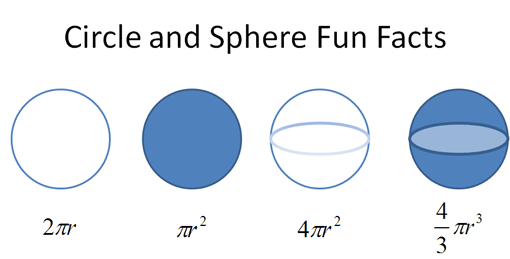 Circle and Sphere Fun Facts
2πr
πr²
4πr²
4/3 πr³